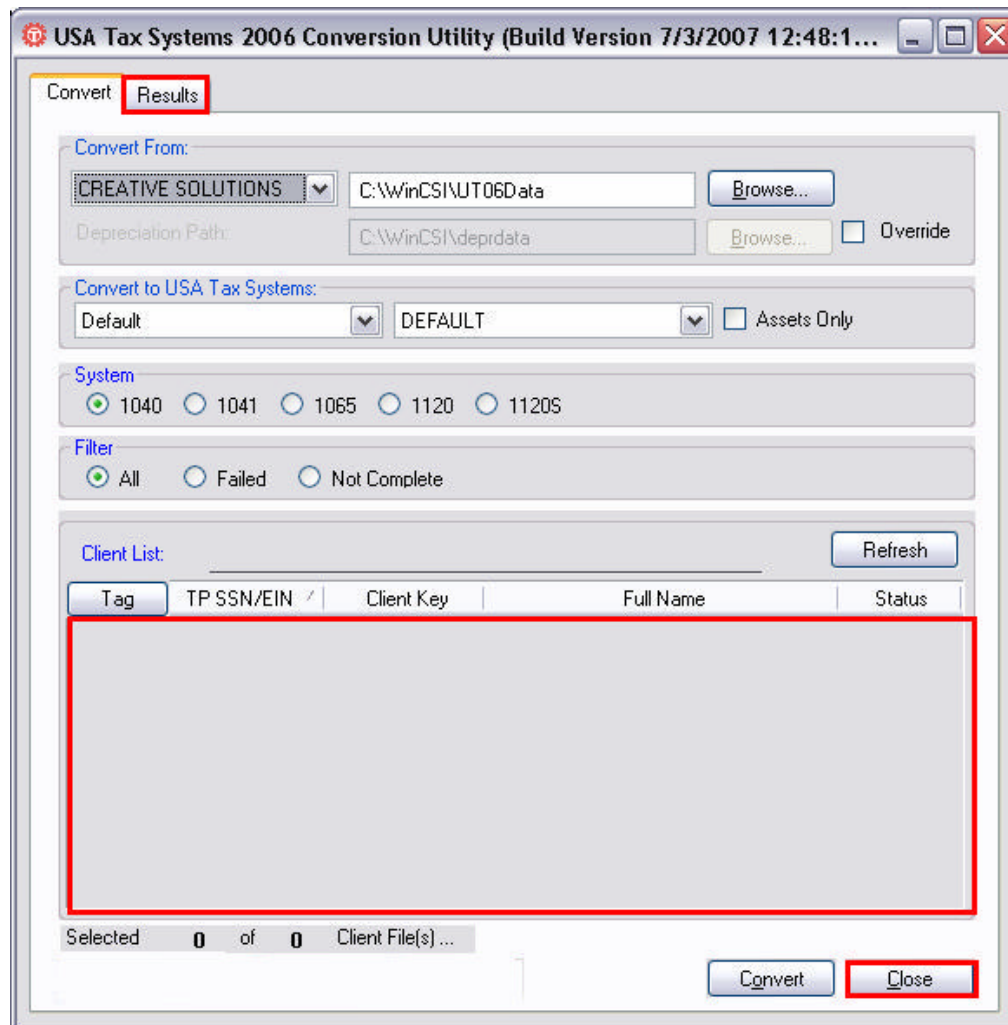 USA Tax Systems 2006 Conversion Utility (Build Version 7/3/2007 12:48:1...
Convert Results
Convert From:
CREATIVE SOLUTIONS C:\WinCSI\UT06Data Browse...
Depreciation Path: C:\WinCSI\deprdata Browse... Override
Convert to USA Tax Systems:
Default DEFAULT Assets Only
System
1040 1041 1065 1120 1120S
Filter
All Failed Not Complete
Client List: Refresh
Tag TP SSN/EIN Client Key Full Name Status
Selected 0 of 0 Client File(s) ...
Convert Close